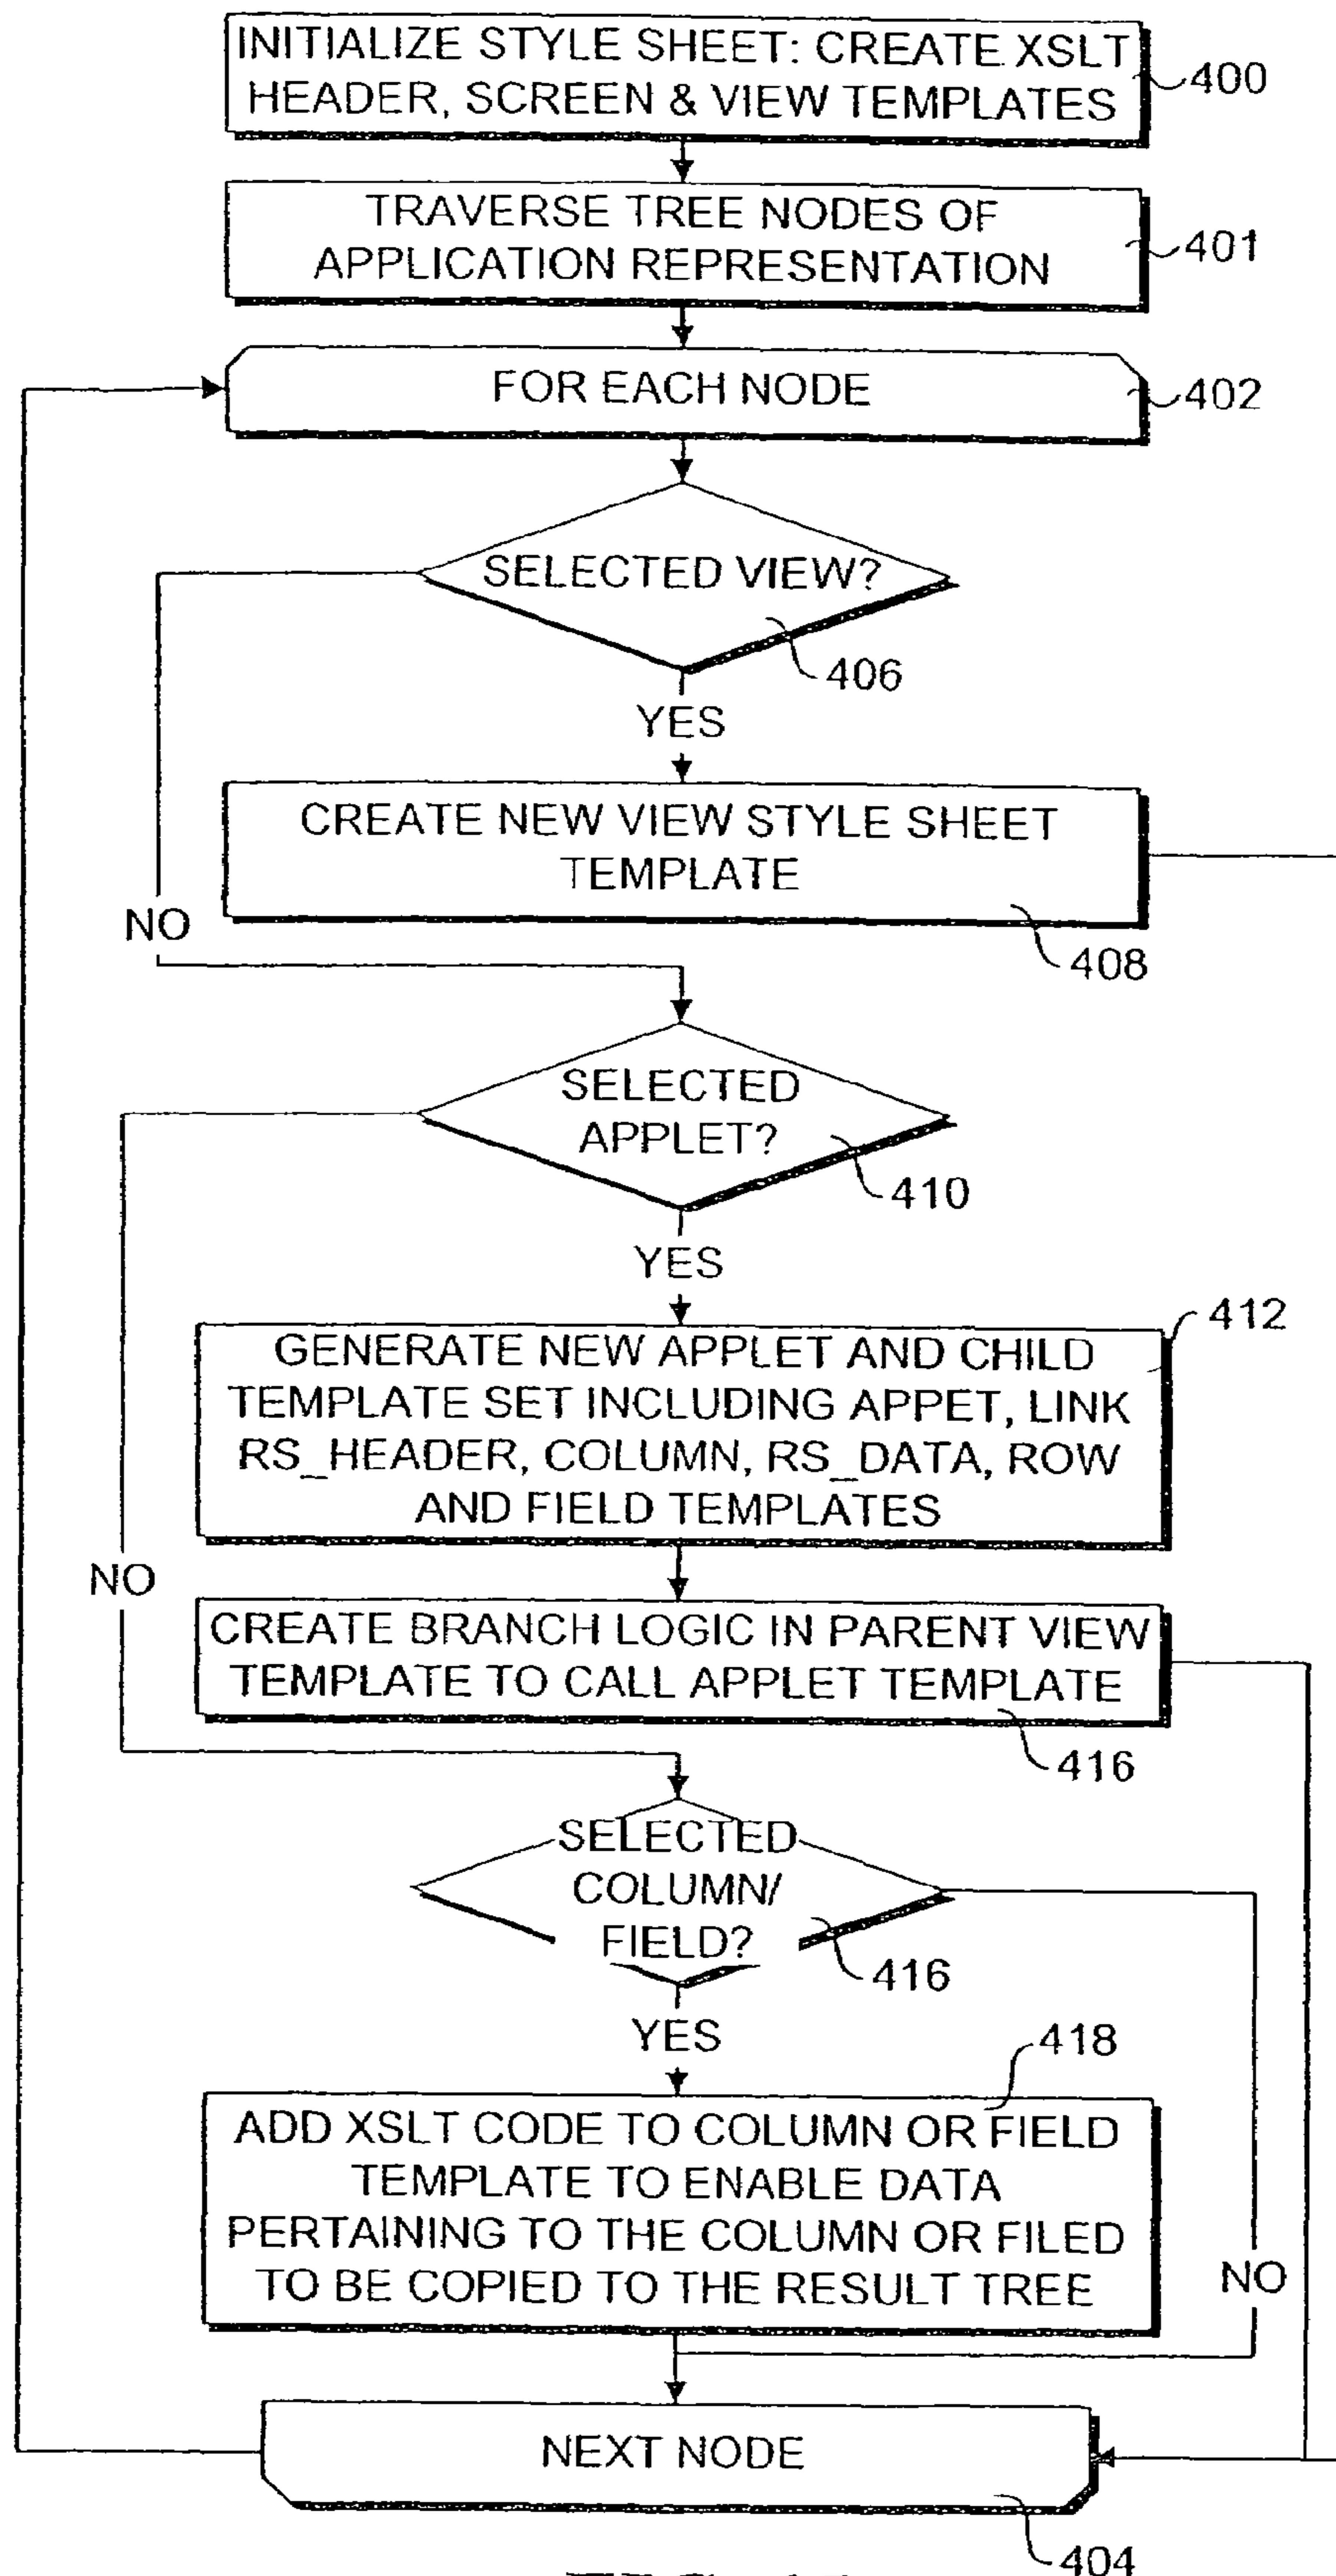 INITIALIZE STYLE SHEET: CREATE XSLT
HEADER, SCREEN & VIEW TEMPLATES
400
TRAVERSE TREE NODES OF
APPLICATION REPRESENTATION
401
FOR EACH NODE
402
SELECTED VIEW?
406
YES
CREATE NEW VIEW STYLE SHEET
TEMPLATE
NO
408
SELECTED
APPLET?
410
YES
412
GENERATE NEW APPLET AND CHILD
TEMPLATE SET INCLUDING APPET, LINK
RS_HEADER, COLUMN, RS_DATA, ROW
AND FIELD TEMPLATES
NO
CREATE BRANCH LOGIC IN PARENT VIEW
TEMPLATE TO CALL APPLET TEMPLATE
416
SELECTED
COLUMN/
FIELD?
416
YES
418
ADD XSLT CODE TO COLUMN OR FIELD
TEMPLATE TO ENABLE DATA
PERTAINING TO THE COLUMN OR FILED
TO BE COPIED TO THE RESULT TREE
NO
NEXT NODE
404